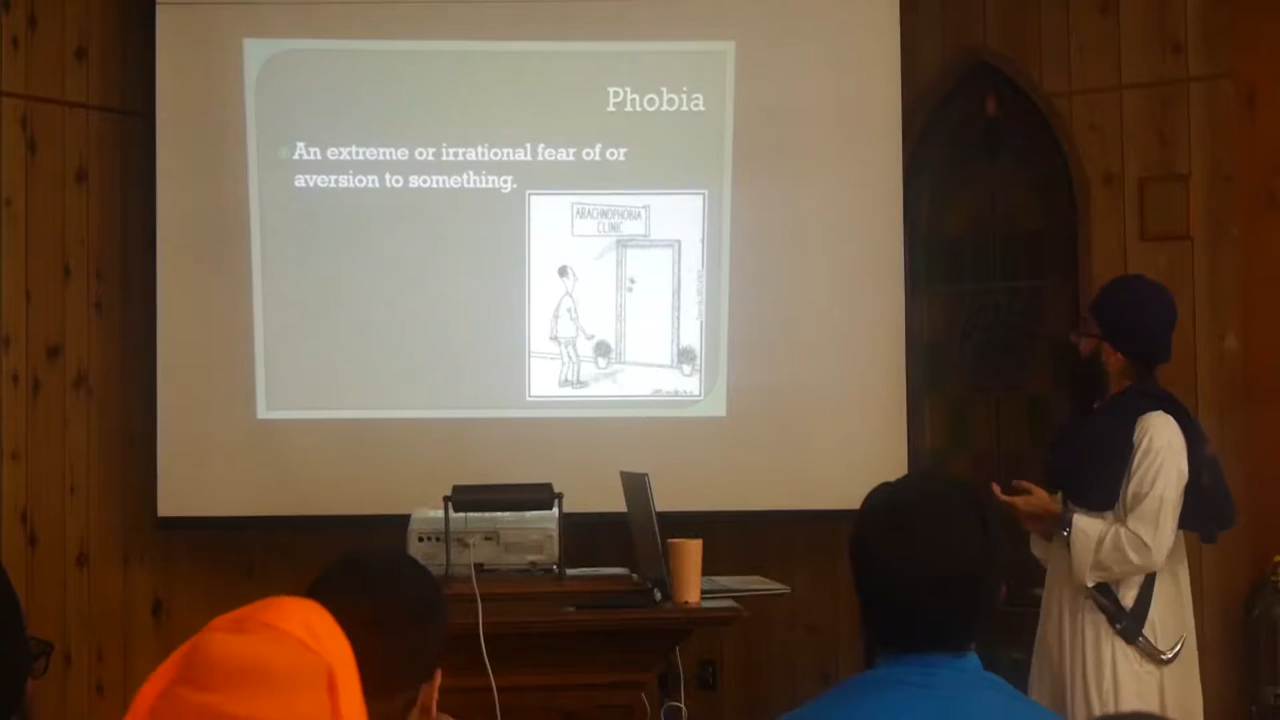 Phobia
An extreme or irrational fear of or
aversion to something.
ARACHNOPHOBIA
CLINIC